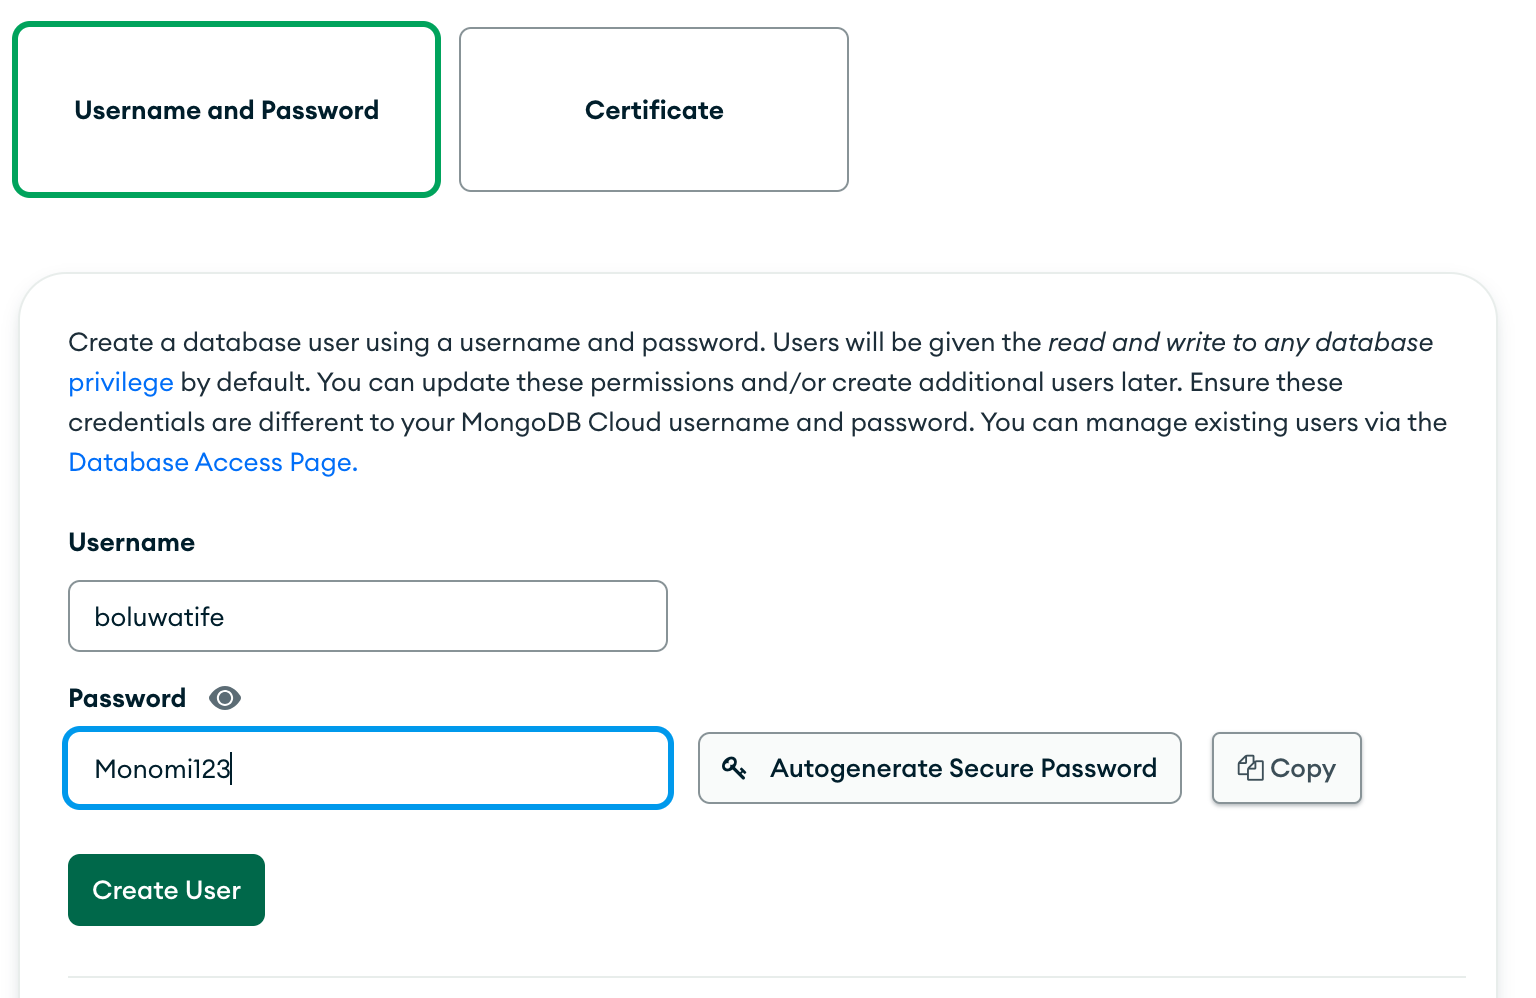 Username and Password
Certificate
Create a database user using a username and password. Users will be given the read and write to any database
privilege by default. You can update these permissions and/or create additional users later. Ensure these
credentials are different to your MongoDB Cloud username and password. You can manage existing users via the
Database Access Page.
Username
boluwatife
Password
Monomi123
Autogenerate Secure Password
Copy
Create User